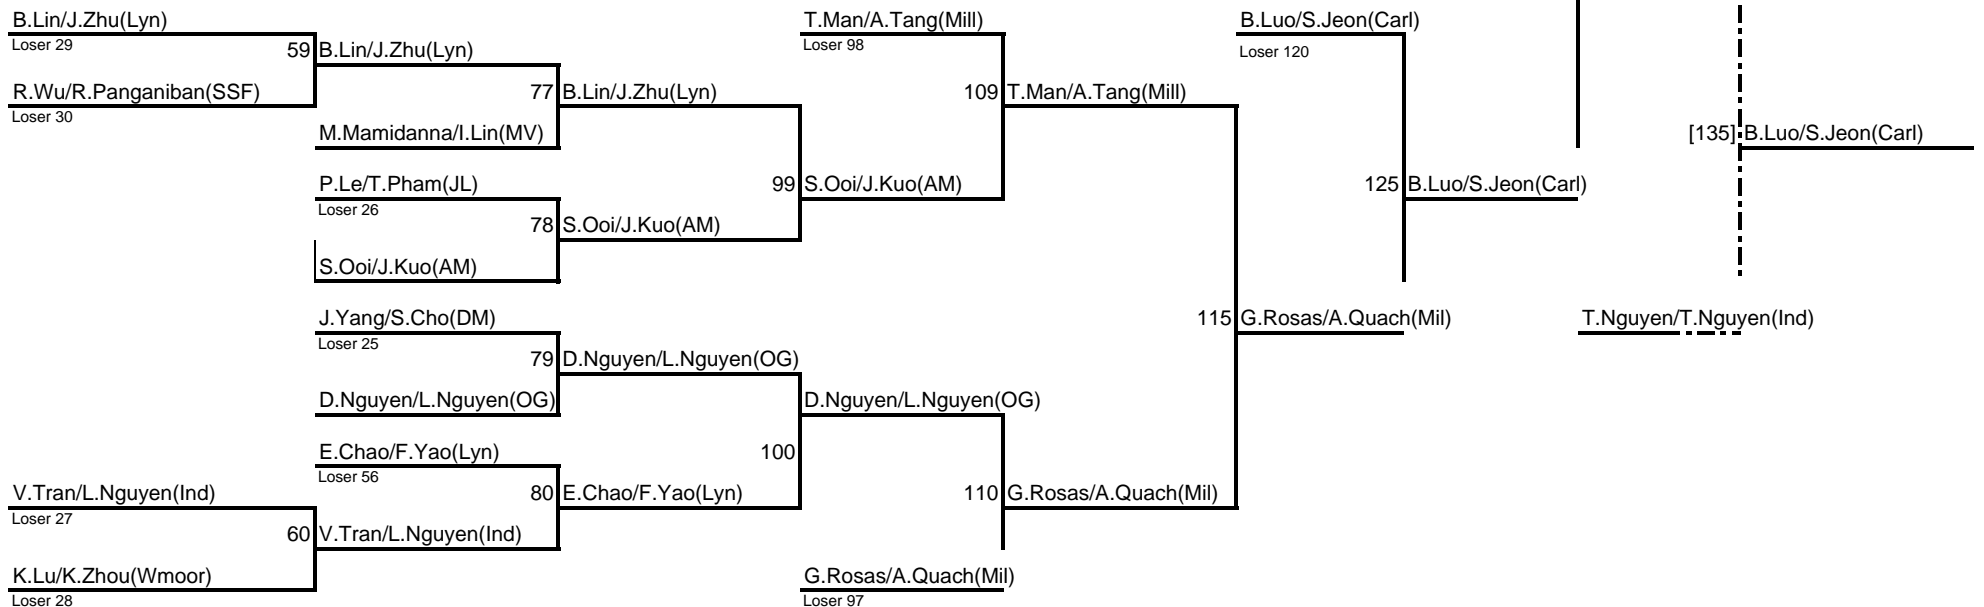 B.Lin/J.Zhu(Lyn)
Loser 29
59
B.Lin/J.Zhu(Lyn)
R.Wu/R.Panganiban(SSF)
Loser 30
77
B.Lin/J.Zhu(Lyn)
M.Mamidanna/I.Lin(MV)
P.Le/T.Pham(JL)
Loser 26
78
S.Ooi/J.Kuo(AM)
S.Ooi/J.Kuo(AM)
99
S.Ooi/J.Kuo(AM)
T.Man/A.Tang(Mill)
Loser 98
109
T.Man/A.Tang(Mill)
J.Yang/S.Cho(DM)
Loser 25
79
D.Nguyen/L.Nguyen(OG)
D.Nguyen/L.Nguyen(OG)
D.Nguyen/L.Nguyen(OG)
100
E.Chao/F.Yao(Lyn)
Loser 56
80
E.Chao/F.Yao(Lyn)
V.Tran/L.Nguyen(Ind)
Loser 27
60
V.Tran/L.Nguyen(Ind)
K.Lu/K.Zhou(Wmoor)
Loser 28
110
G.Rosas/A.Quach(Mil)
G.Rosas/A.Quach(Mil)
Loser 97
115
G.Rosas/A.Quach(Mil)
B.Luo/S.Jeon(Carl)
Loser 120
125
B.Luo/S.Jeon(Carl)
[135]
B.Luo/S.Jeon(Carl)
T.Nguyen/T.Nguyen(Ind)